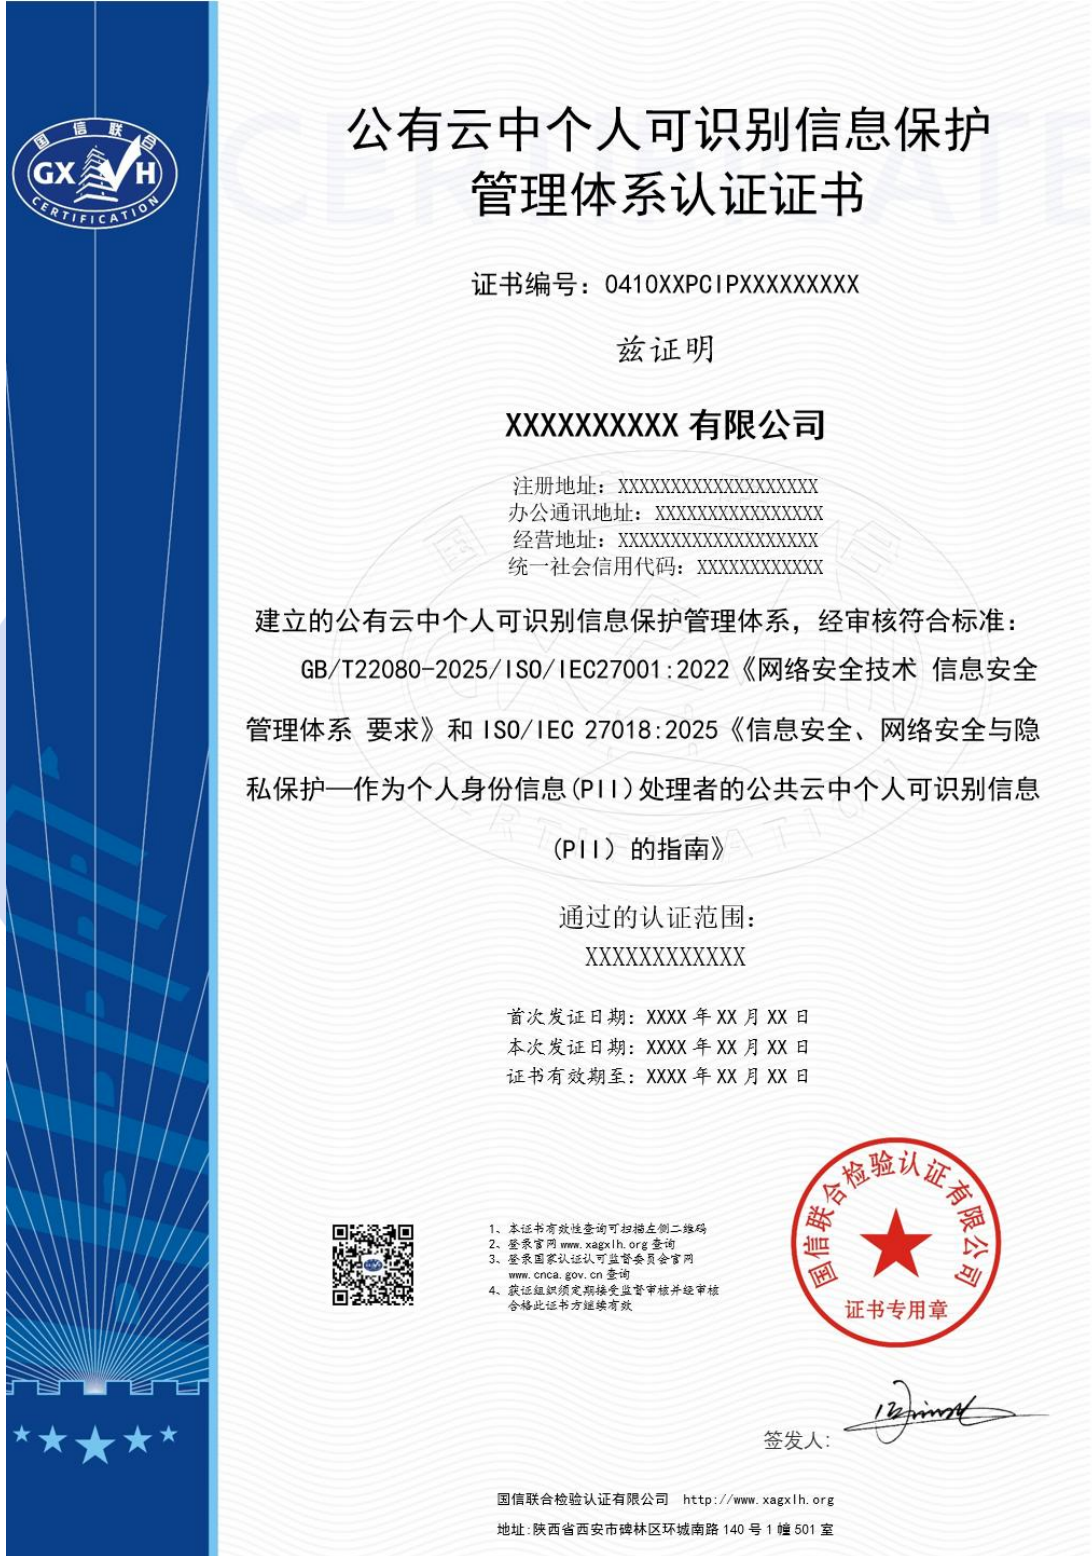 国信联合
GX H
CERTIFICATION
公有云中个人可识别信息保护
管理体系认证证书
证书编号：0410XXPCIPXXXXXXXXX
兹证明
XXXXXXXXXX 有限公司
注册地址：XXXXXXXXXXXXXXXXXXX
办公通讯地址：XXXXXXXXXXXXXXXX
经营地址：XXXXXXXXXXXXXXXXXXX
统一社会信用代码：XXXXXXXXXXXX
建立的公有云中个人可识别信息保护管理体系，经审核符合标准：
GB/T22080-2025/ISO/IEC27001:2022《网络安全技术 信息安全
管理体系 要求》和 ISO/IEC 27018:2025《信息安全、网络安全与隐
私保护—作为个人身份信息(PII)处理者的公共云中个人可识别信息
(PII）的指南》
通过的认证范围：
XXXXXXXXXXXX
首次发证日期：XXXX 年 XX 月 XX 日
本次发证日期：XXXX 年 XX 月 XX 日
证书有效期至：XXXX 年 XX 月 XX 日
1、本证书有效性查询可扫描左侧二维码
2、登录官网 www.xagxlh.org 查询
3、登录国家认证认可监督委员会官网
www.cnca.gov.cn 查询
4、获证组织须定期接受监督审核并经审核
合格此证书方继续有效
国信联合检验认证有限公司
证书专用章
签发人：
国信联合检验认证有限公司 http://www.xagxlh.org
地址:陕西省西安市碑林区环城南路 140 号 1 幢 501 室